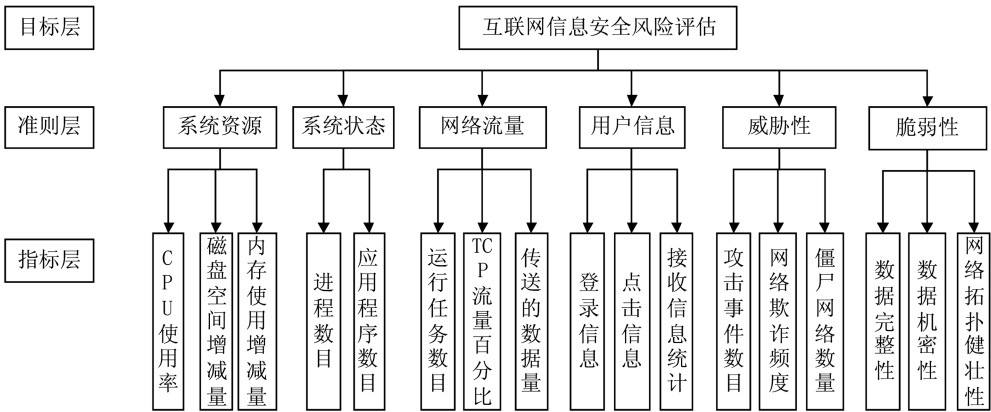 目标层
互联网信息安全风险评估
准则层
系统资源
系统状态
网络流量
用户信息
威胁性
脆弱性
指标层
CPU使用率
磁盘空间增减量
内存使用增减量
进程数目
应用程序数目
运行任务数目
TCP流量百分比
传送的数据量
登录信息
点击信息
接收信息统计
攻击事件数目
网络欺诈频度
僵尸网络数量
数据完整性
数据机密性
网络拓扑健壮性